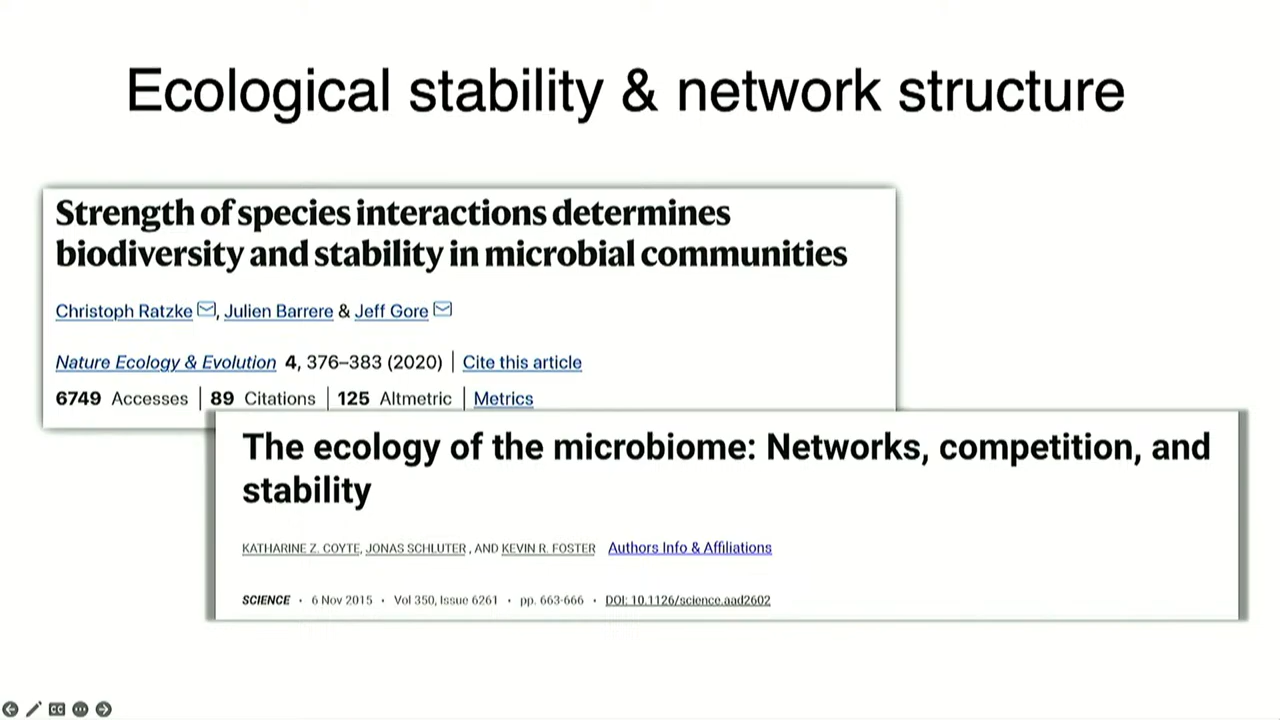 Ecological stability & network structure
Strength of species interactions determines
biodiversity and stability in microbial communities
Christoph Ratzke, Julien Barrere & Jeff Gore
Nature Ecology & Evolution 4, 376–383 (2020) | Cite this article
6749 Accesses | 89 Citations | 125 Altmetric | Metrics
The ecology of the microbiome: Networks, competition, and
stability
KATHARINE Z. COYTE, JONAS SCHLUTER, AND KEVIN R. FOSTER Authors Info & Affiliations
SCIENCE • 6 Nov 2015 • Vol 350, Issue 6261 • pp. 663-666 • DOI: 10.1126/science.aad2602
CC